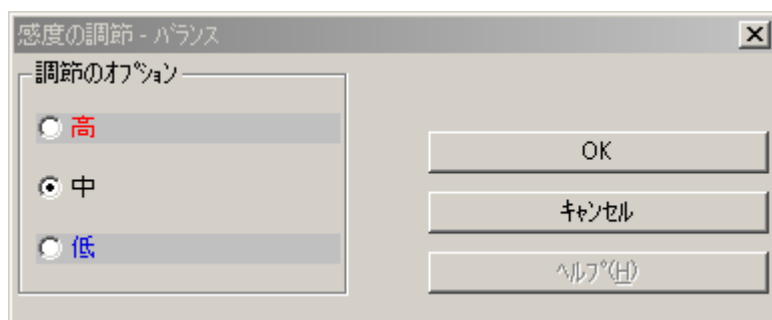 感度の調節 - ﾊﾞﾗﾝｽ
調節のｵﾌﾟｼｮﾝ
高
中
低
OK
ｷｬﾝｾﾙ
ﾍﾙﾌﾟ(H)